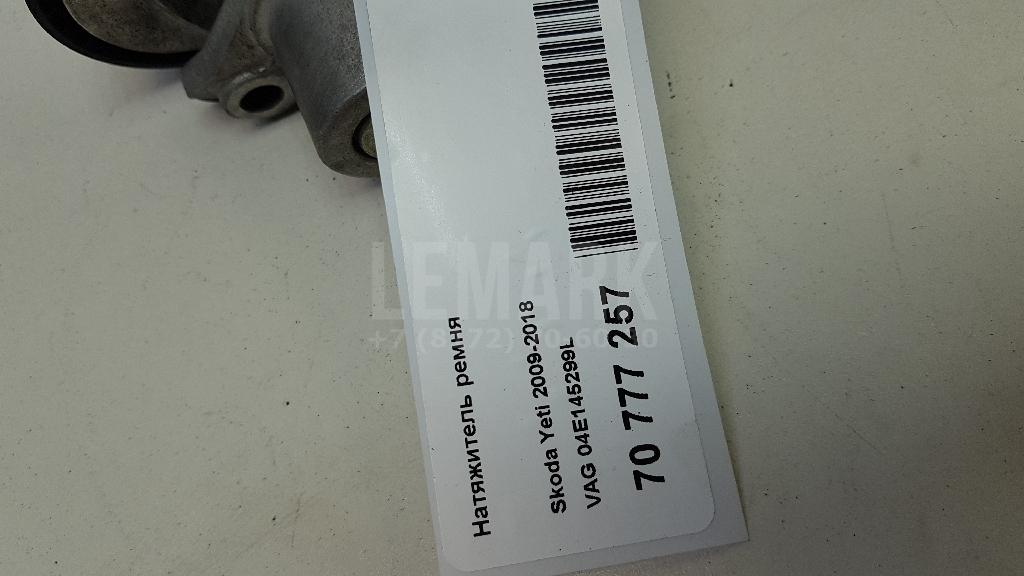 Натяжитель ремня
Skoda Yeti 2009-2018
VAG 04E145299L
70 777 257
LEMARK